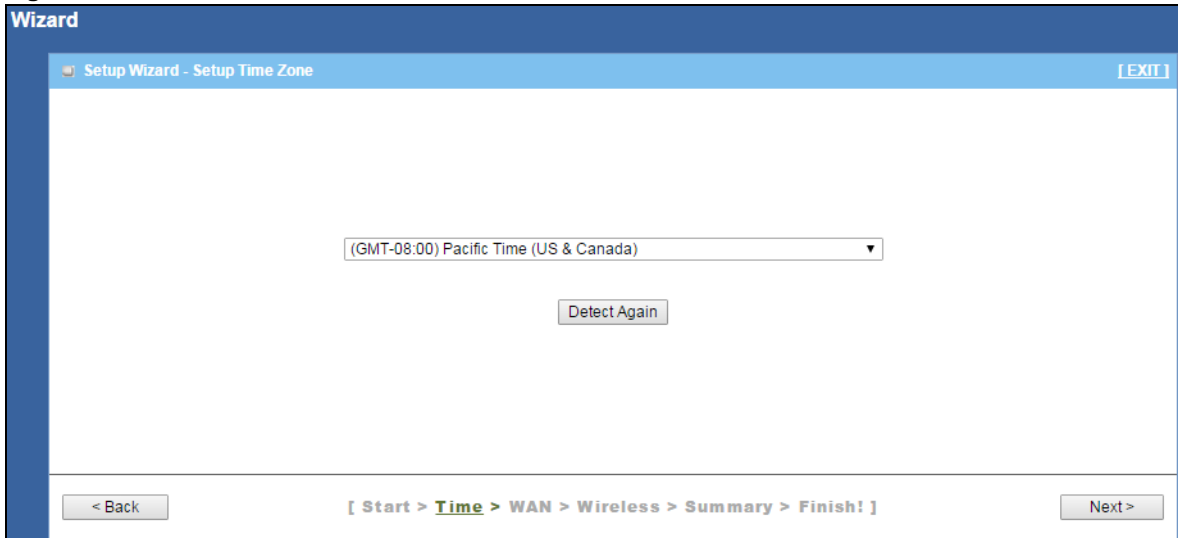 Wizard
Setup Wizard - Setup Time Zone [ EXIT ]
(GMT-08:00) Pacific Time (US & Canada)
Detect Again
< Back [ Start > Time > WAN > Wireless > Summary > Finish! ] Next >